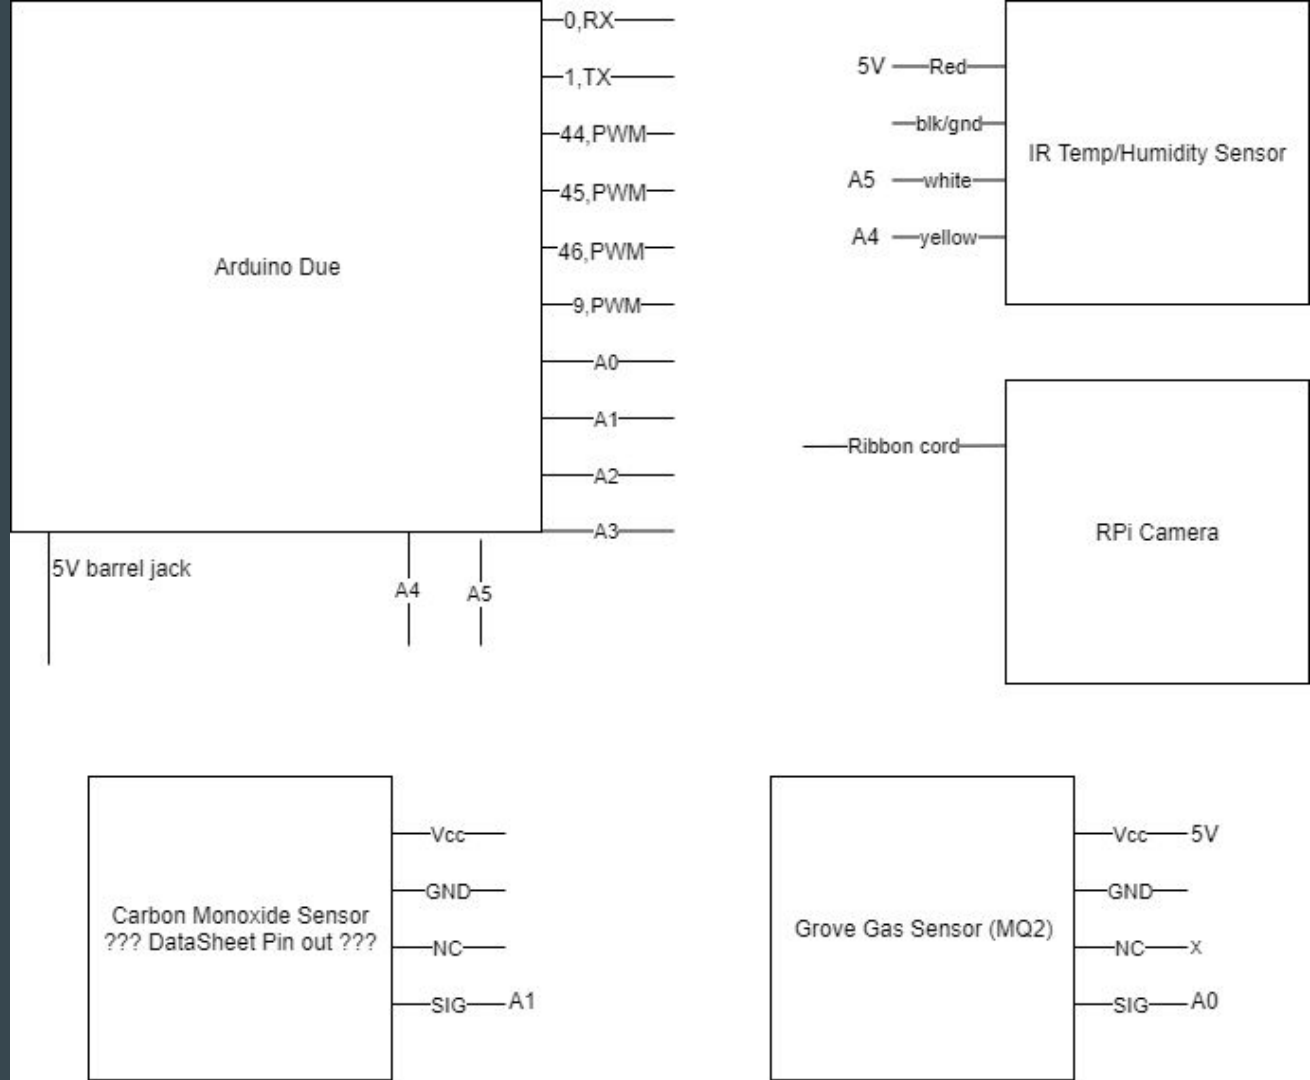 0,RX
1,TX
44,PWM
45,PWM
46,PWM
9,PWM
A0
A1
A2
A3
Arduino Due
5V barrel jack
A4
A5
5V
Red
blk/gnd
A5
white
A4
yellow
IR Temp/Humidity Sensor
Ribbon cord
RPi Camera
Carbon Monoxide Sensor
??? DataSheet Pin out ???
Vcc
GND
NC
SIG
A1
Grove Gas Sensor (MQ2)
Vcc
5V
GND
NC
X
SIG
A0